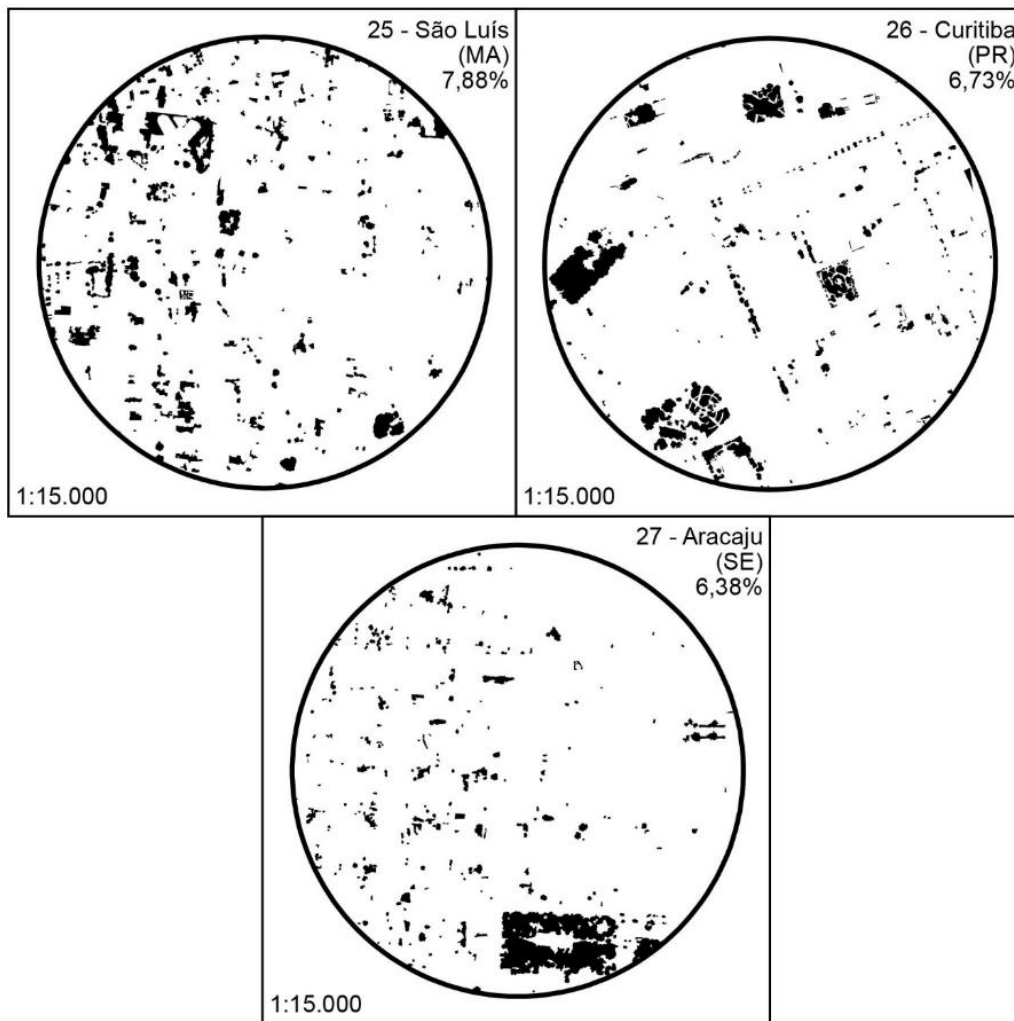 25 - São Luís
(MA)
7,88%
1:15.000
26 - Curitiba
(PR)
6,73%
1:15.000
27 - Aracaju
(SE)
6,38%
1:15.000